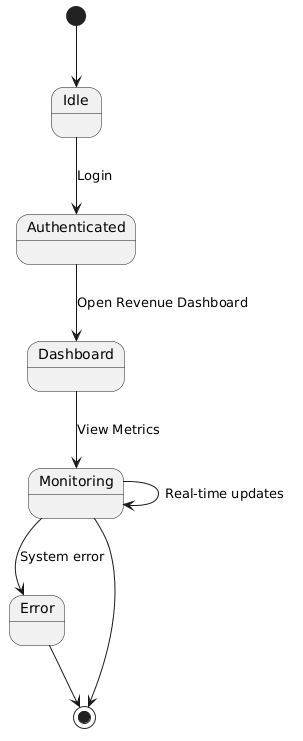 Idle
Login
Authenticated
Open Revenue Dashboard
Dashboard
View Metrics
Monitoring
Real-time updates
System error
Error